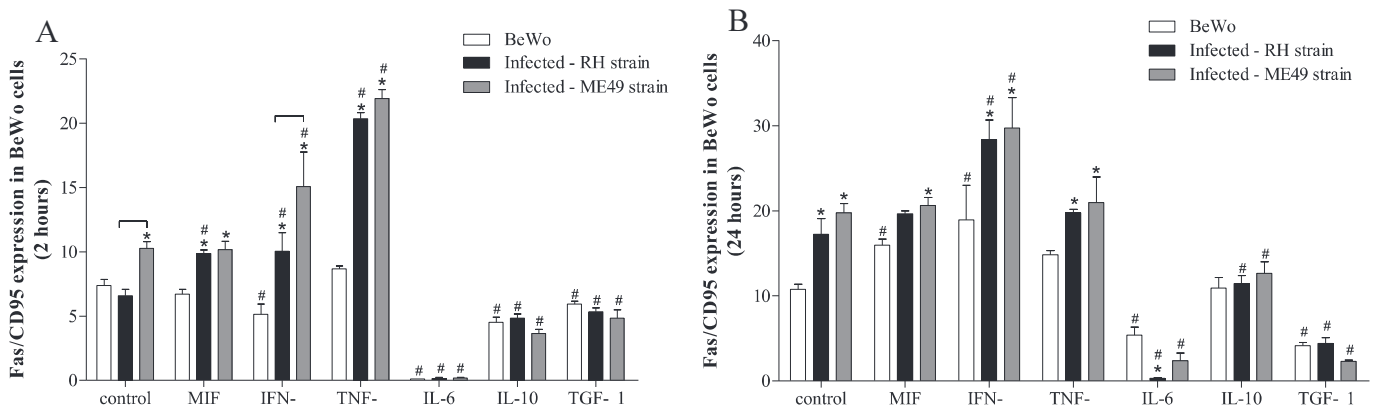 A
Fas/CD95 expression in BeWo cells
(2 hours)
25
20
15
10
5
0
BeWo
Infected - RH strain
Infected - ME49 strain
*
# *
*
#
# *
# *
# *
# *
# # #
# # #
# # #
control MIF IFN- TNF- IL-6 IL-10 TGF- 1
B
Fas/CD95 expression in BeWo cells
(24 hours)
40
30
20
10
0
BeWo
Infected - RH strain
Infected - ME49 strain
* *
# *
#
# *
# *
* *
#
# *
#
# #
# # #
control MIF IFN- TNF- IL-6 IL-10 TGF- 1